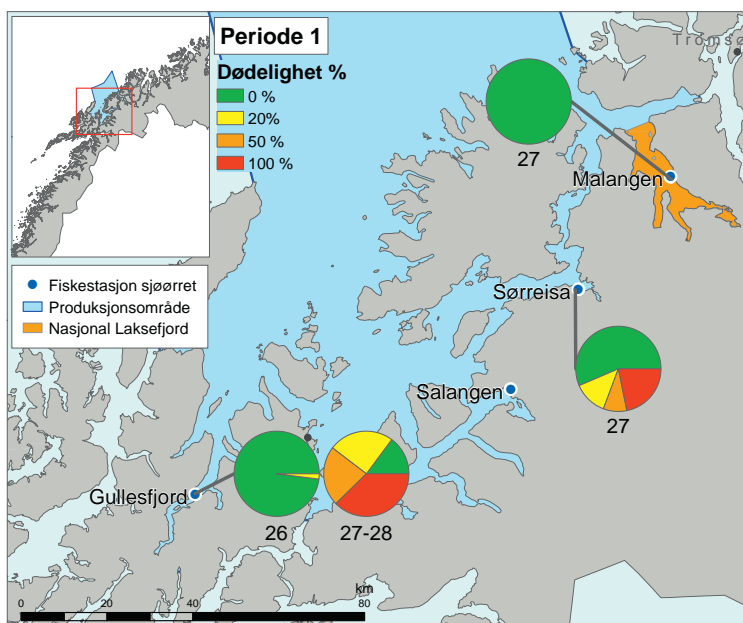 Periode 1
Dødelighet %
0 %
20%
50 %
100 %
Tromsø
27
Malangen
Fiskestasjon sjøørret
Produksjonsområde
Nasjonal Laksefjord
Sørreisa
Salangen
27
Gullesfjord
26
27-28
km
0
20
40
80